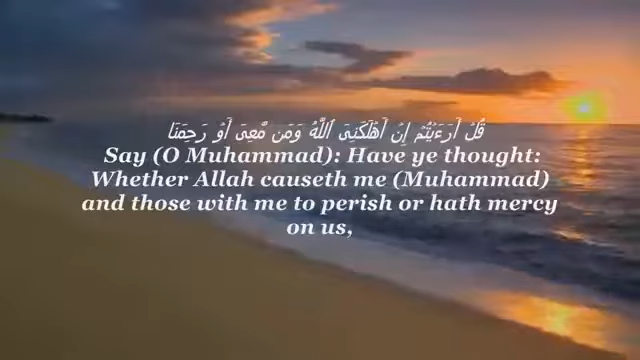 قُلْ أَرَءَيْتُمْ إِنْ أَهْلَكَنِىَ ٱللَّهُ وَمَن مَّعِىَ أَوْ رَحِمَنَا
Say (O Muhammad): Have ye thought:
Whether Allah causeth me (Muhammad)
and those with me to perish or hath mercy
on us,